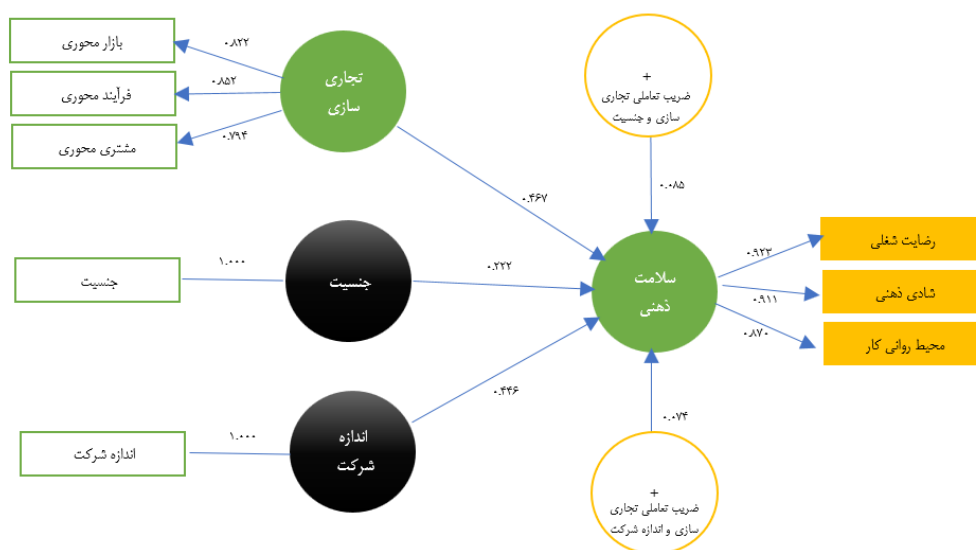 بازار محوری
فرآیند محوری
مشتری محوری
۰.۸۲۲
۰.۸۵۲
۰.۷۹۴
تجاری
سازی
+
ضریب تعاملی تجاری
سازی و جنسیت
۰.۰۸۵
۰.۴۶۷
جنسیت
۱.۰۰۰
جنسیت
۰.۲۲۲
سلامت
ذهنی
۰.۹۲۳
۰.۹۱۱
۰.۸۷۰
رضایت شغلی
شادی ذهنی
محیط روانی کار
اندازه شرکت
۱.۰۰۰
اندازه
شرکت
۰.۴۴۶
۰.۰۷۴
+
ضریب تعاملی تجاری
سازی و اندازه شرکت